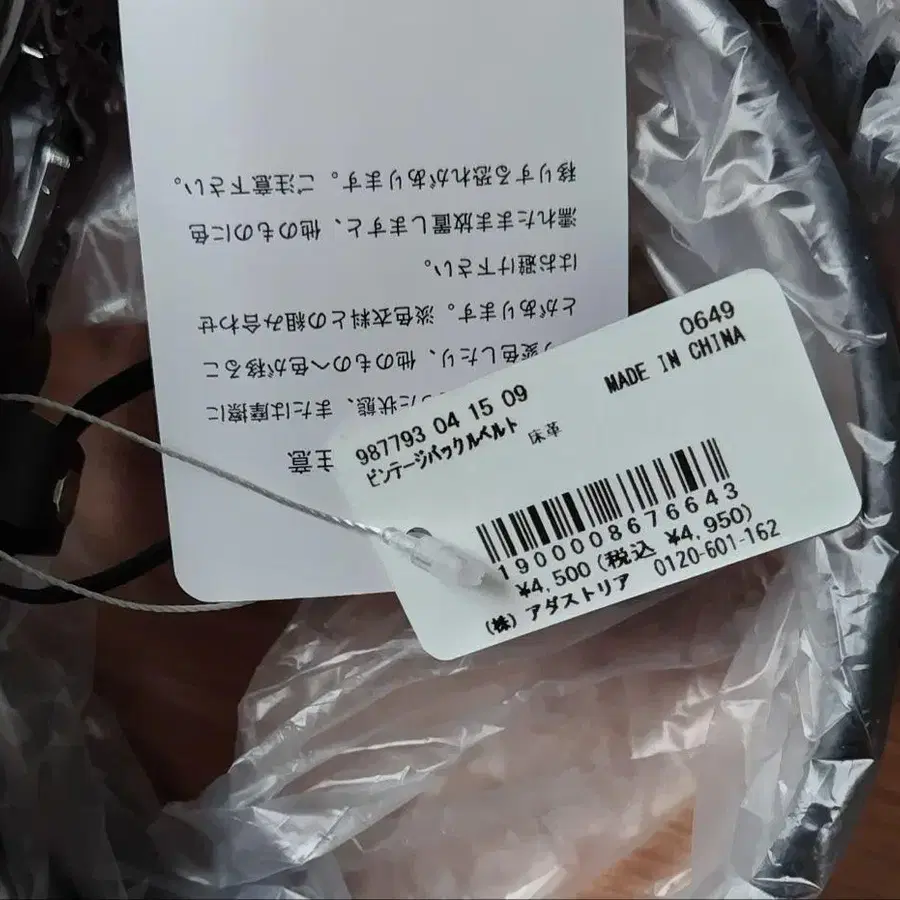 0649
MADE IN CHINA
987793 04 15 09
ビンテージバックルベルト
床革
1900008676643
¥4,500(税込 ¥4,950)
(株)アダストリア 0120-601-162
注意
状態、または摩擦に
変色したり、他のものへ色が移るこ
とがあります。淡色衣料との組み合わせ
はお避け下さい。
濡れたまま放置しますと、他のものに色
移りする恐れがあります。ご注意下さい。